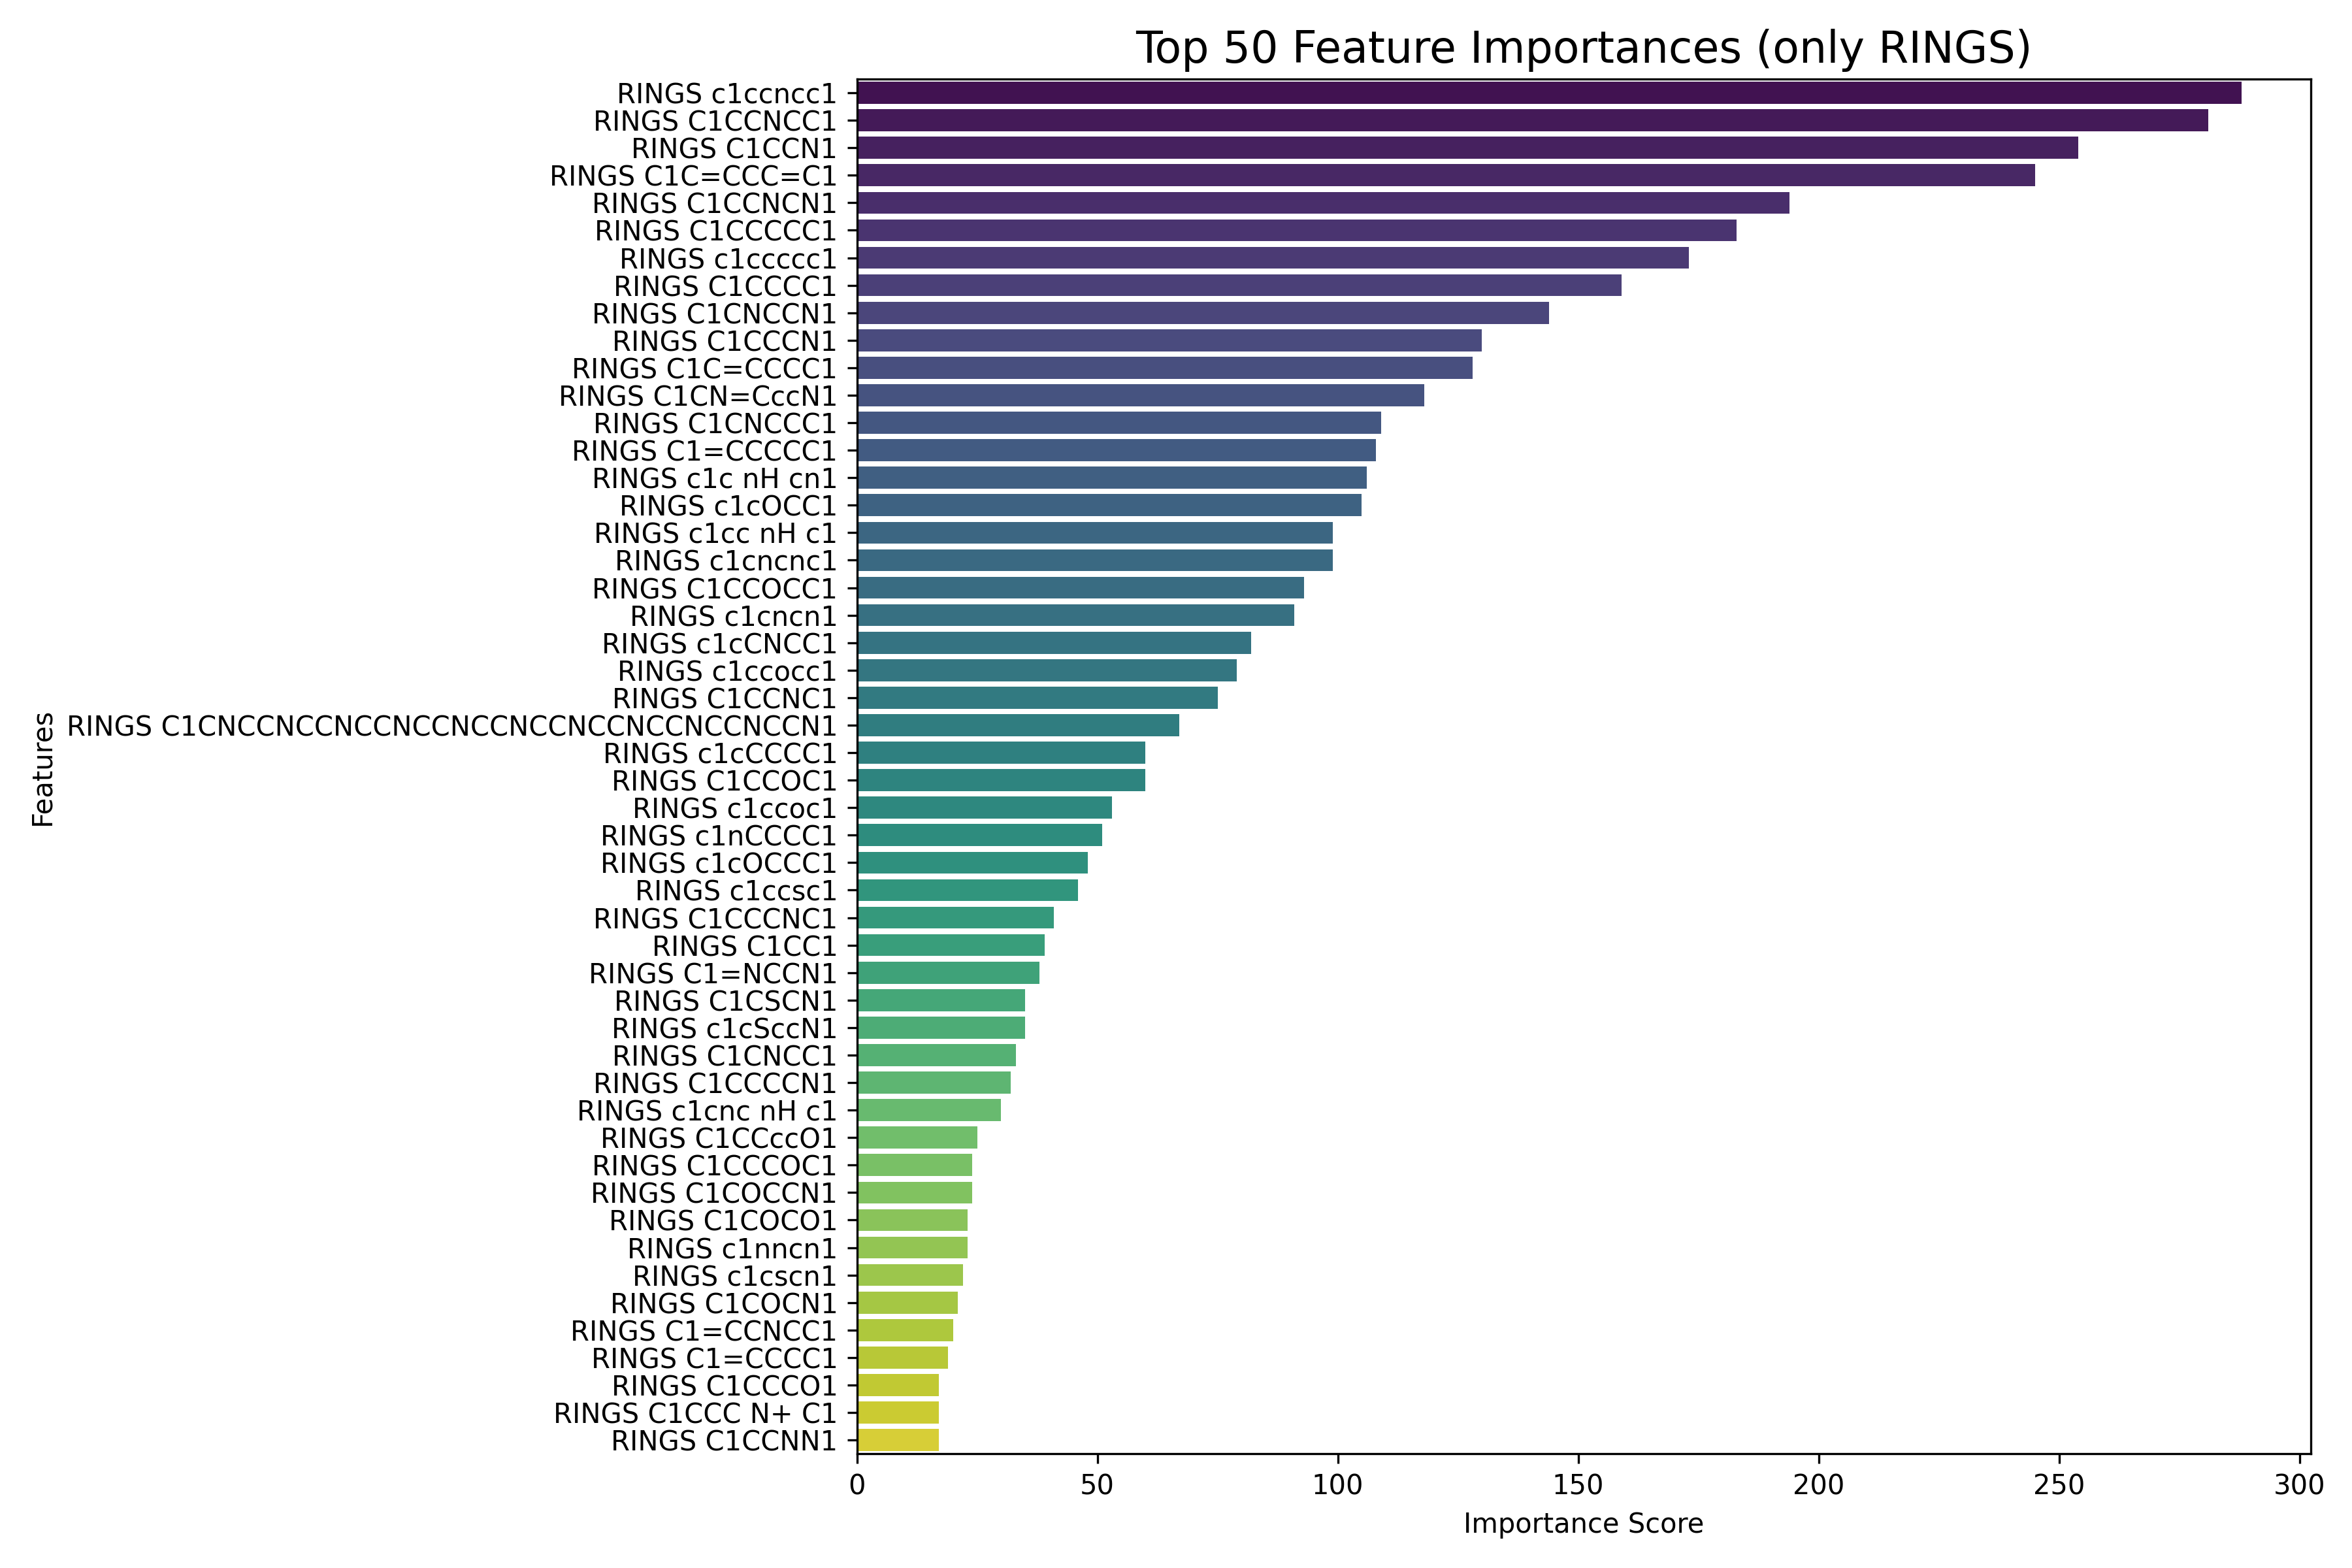 Top 50 Feature Importances (only RINGS)
RINGS c1ccncc1
RINGS C1CCNCC1
RINGS C1CCN1
RINGS C1C=CCC=C1
RINGS C1CCNCN1
RINGS C1CCCCC1
RINGS c1ccccc1
RINGS C1CCCC1
RINGS C1CNCCN1
RINGS C1CCCN1
RINGS C1C=CCCC1
RINGS C1CN=CccN1
RINGS C1CNCCC1
RINGS C1=CCCCC1
RINGS c1c nH cn1
RINGS c1cOCC1
RINGS c1cc nH c1
RINGS c1cncnc1
RINGS C1CCOCC1
RINGS c1cncn1
RINGS c1cCNCC1
RINGS c1ccocc1
RINGS C1CCNC1
RINGS C1CNCCNCCNCCNCCNCCNCCNCCNCCNCCNCCN1
RINGS c1cCCCC1
RINGS C1CCOC1
RINGS c1ccoc1
RINGS c1nCCCC1
RINGS c1cOCCC1
RINGS c1ccsc1
RINGS C1CCCNC1
RINGS C1CC1
RINGS C1=NCCN1
RINGS C1CSCN1
RINGS c1cSccN1
RINGS C1CNCC1
RINGS C1CCCCN1
RINGS c1cnc nH c1
RINGS C1CCccO1
RINGS C1CCCOC1
RINGS C1COCCN1
RINGS C1COCO1
RINGS c1nncn1
RINGS c1cscn1
RINGS C1COCN1
RINGS C1=CCNCC1
RINGS C1=CCCC1
RINGS C1CCCO1
RINGS C1CCC N+ C1
RINGS C1CCNN1
Features
0 50 100 150 200 250 300
Importance Score